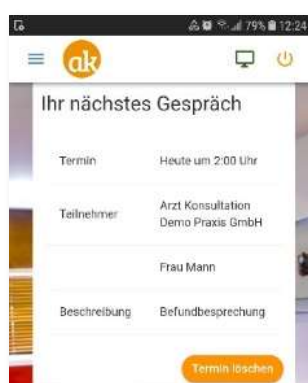 79% 12:24
ak
Ihr nächstes Gespräch
Termin Heute um 2:00 Uhr
Teilnehmer Arzt Konsultation
Demo Praxis GmbH
Frau Mann
Beschreibung Befundbesprechung
Termin löschen